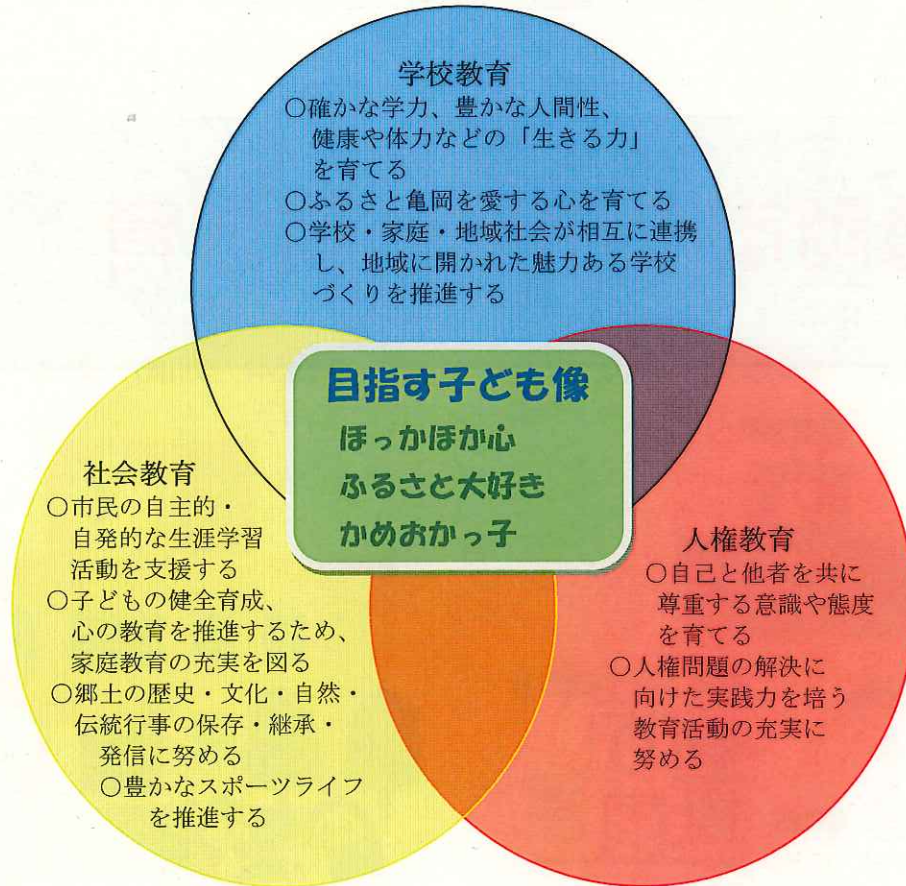 学校教育
○確かな学力、豊かな人間性、
健康や体力などの「生きる力」
を育てる
○ふるさと亀岡を愛する心を育てる
○学校・家庭・地域社会が相互に連携
し、地域に開かれた魅力ある学校
づくりを推進する
目指す子ども像
ほっかほか心
ふるさと大好き
かめおかっ子
社会教育
○市民の自主的・
自発的な生涯学習
活動を支援する
○子どもの健全育成、
心の教育を推進するため、
家庭教育の充実を図る
○郷土の歴史・文化・自然・
伝統行事の保存・継承・
発信に努める
○豊かなスポーツライフ
を推進する
人権教育
○自己と他者を共に
尊重する意識や態度
を育てる
○人権問題の解決に
向けた実践力を培う
教育活動の充実に
努める